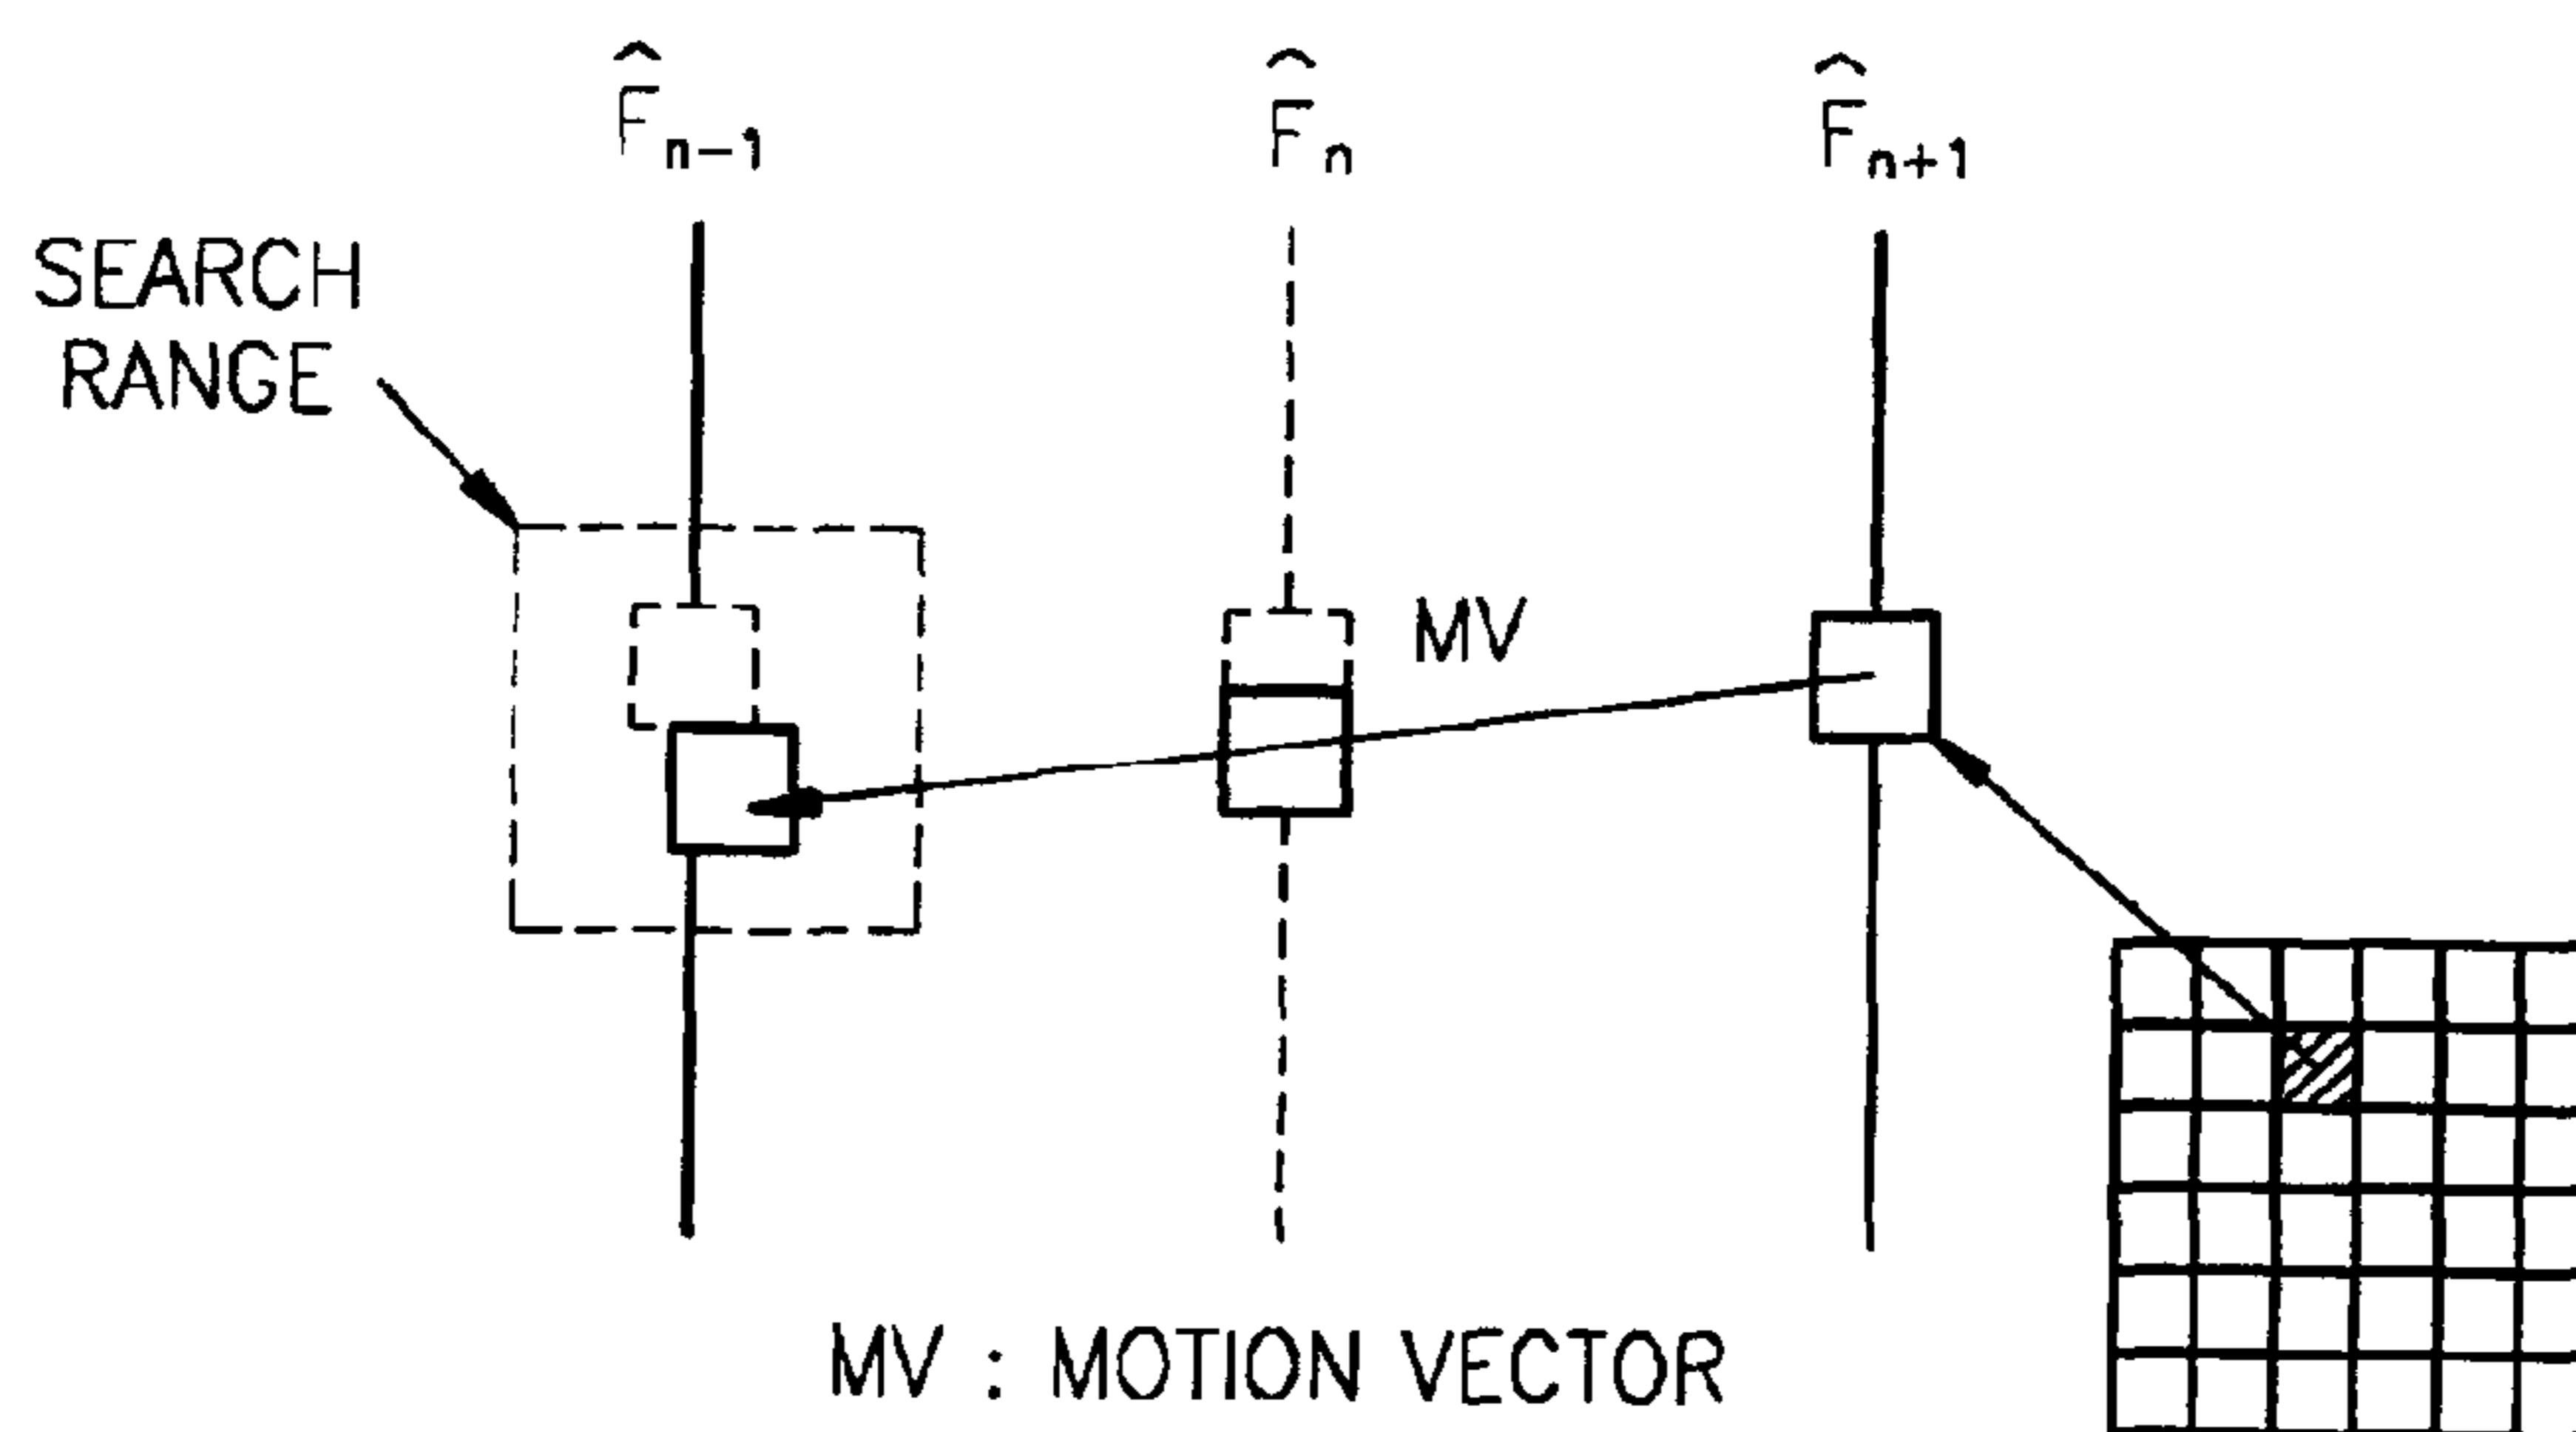 F̂n-1
F̂n
F̂n+1
SEARCH
RANGE
MV
MV : MOTION VECTOR